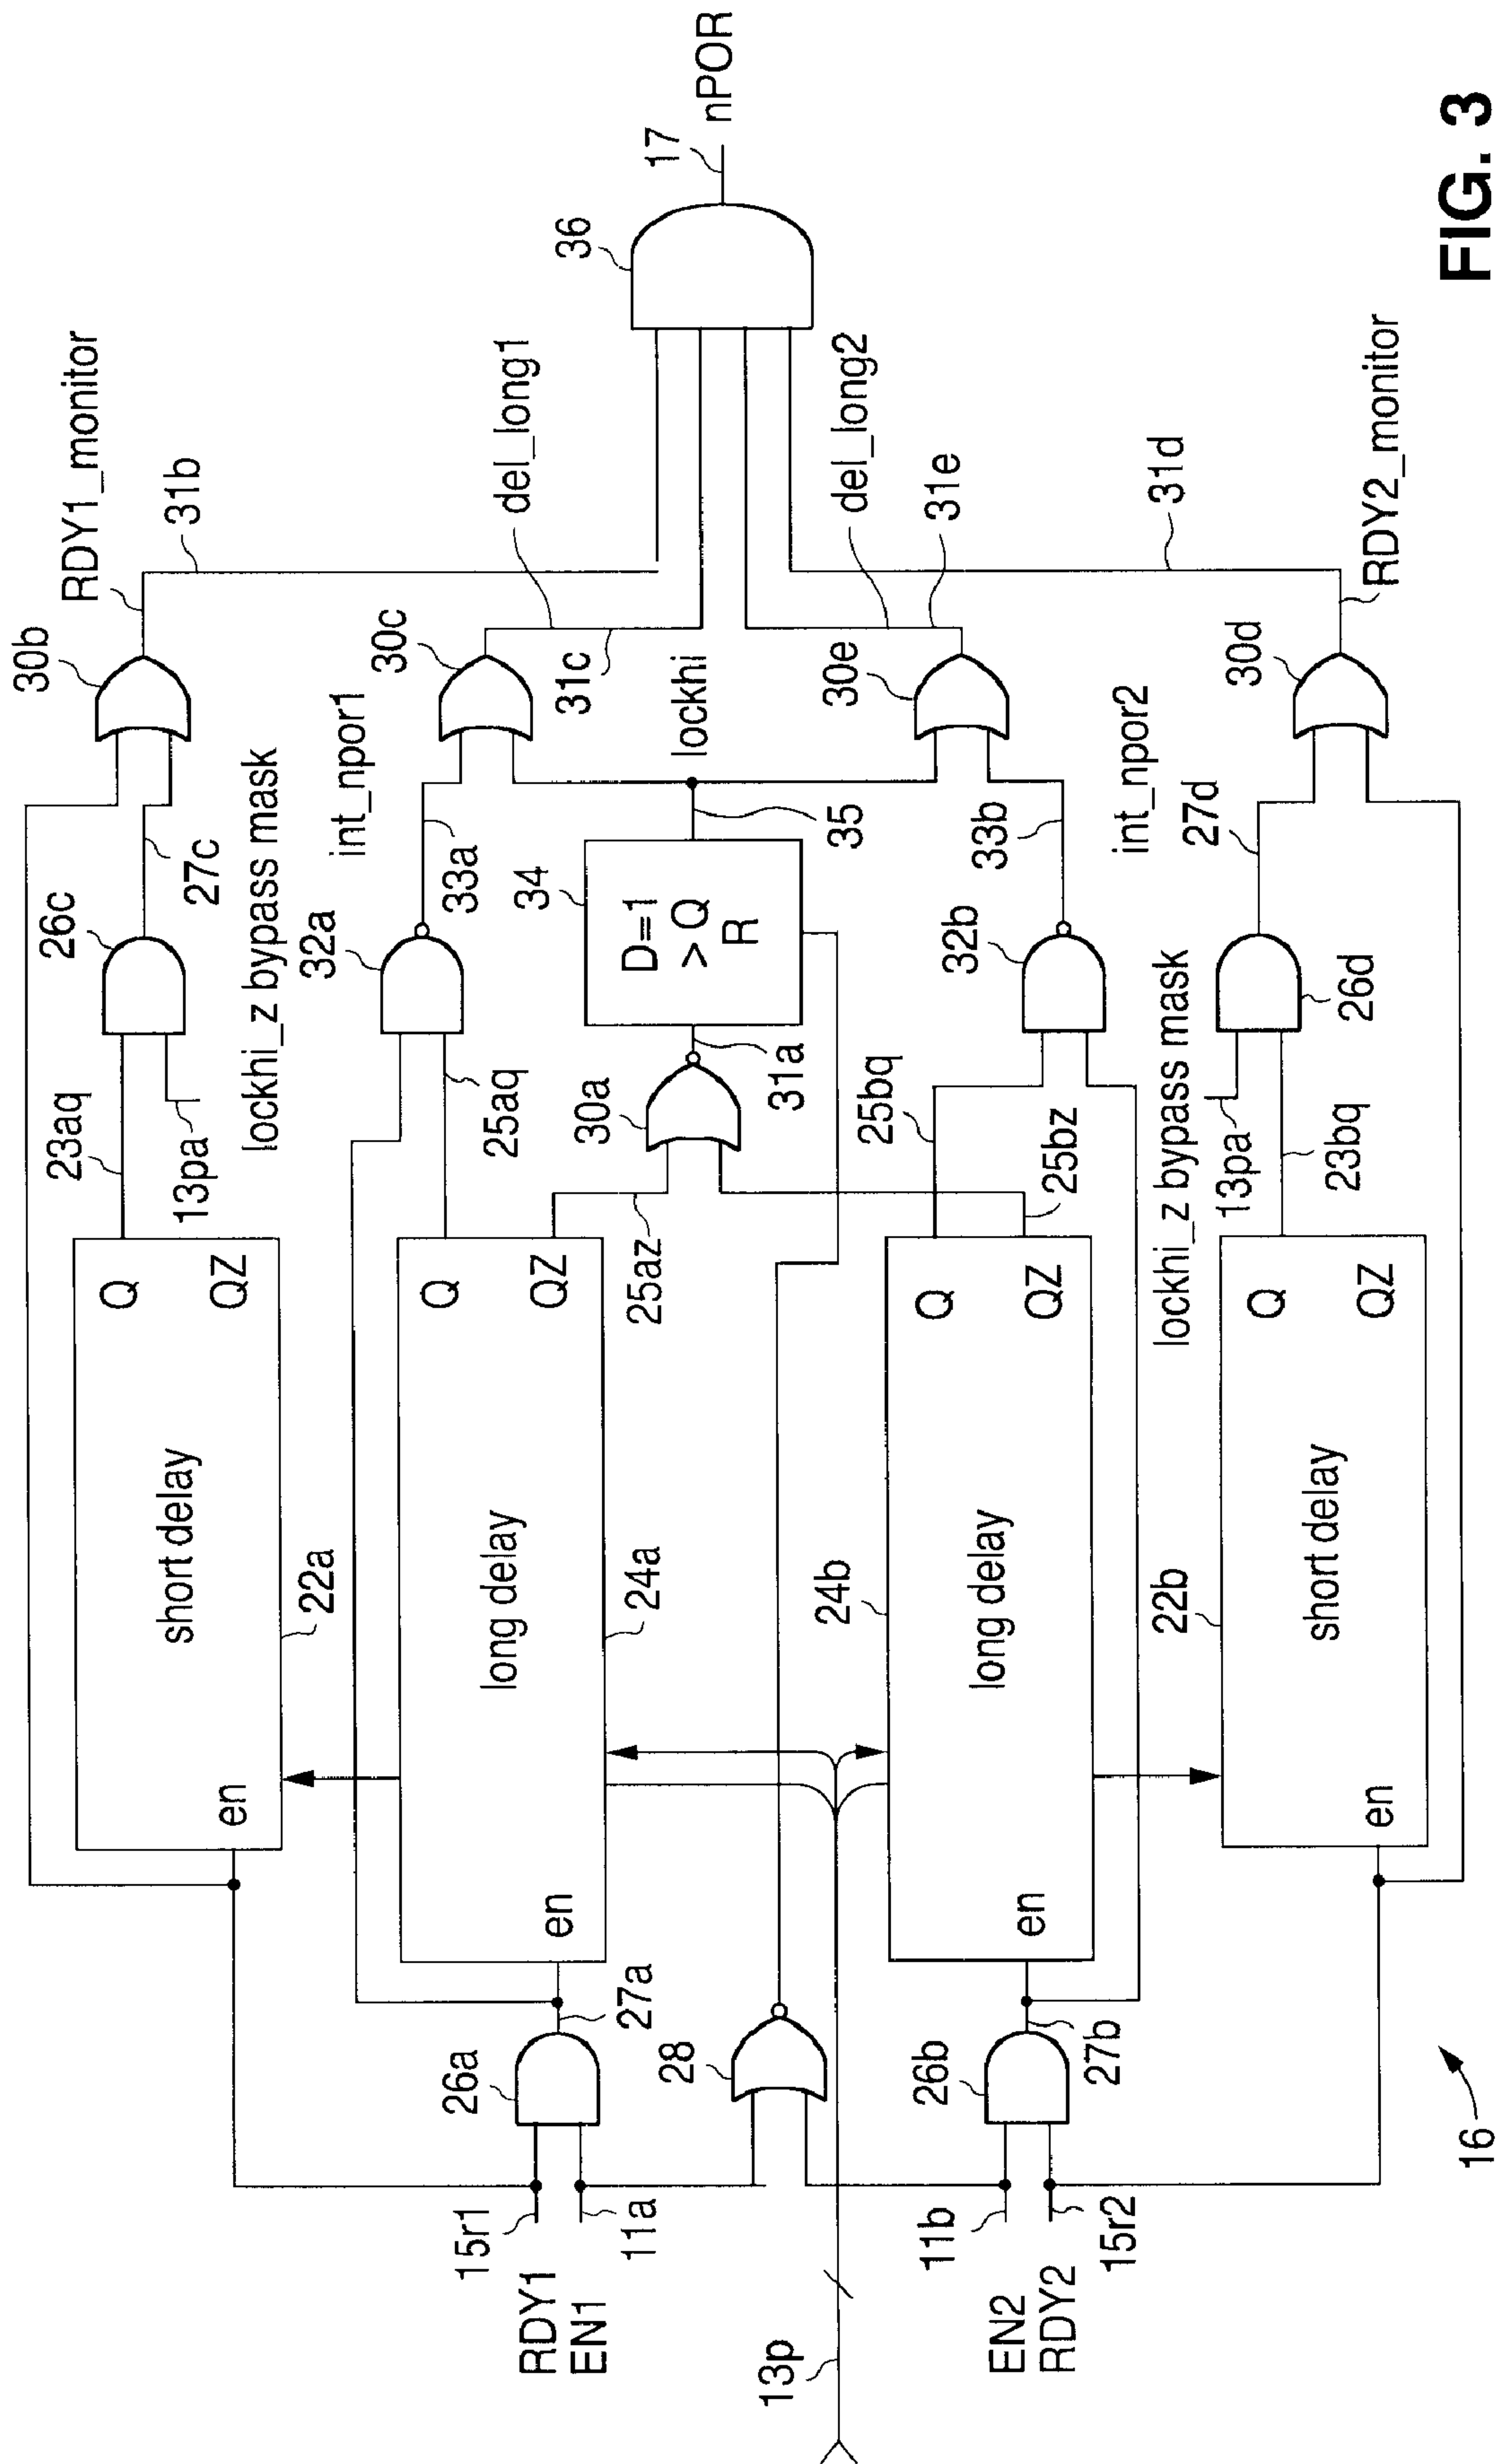 RDY1_monitor
30b
31b
26c
27c
23aq
13pa
lockhi_z bypass mask
short delay
Q
QZ
en
22a
int_npor1
30c
del_long1
31c
32a
33a
25aq
long delay
Q
QZ
en
24a
25az
26a
27a
15r1
RDY1
EN1
11a
28
30a
31a
34
D=1
> Q
R
35
lockhi
36
17
nPOR
13p
del_long2
31e
30e
33b
32b
25bq
25bz
24b
long delay
Q
QZ
en
26b
27b
11b
EN2
RDY2
15r2
int_npor2
31d
RDY2_monitor
30d
27d
26d
lockhi_z bypass mask
13pa
23bq
22b
short delay
Q
QZ
en
16
FIG. 3